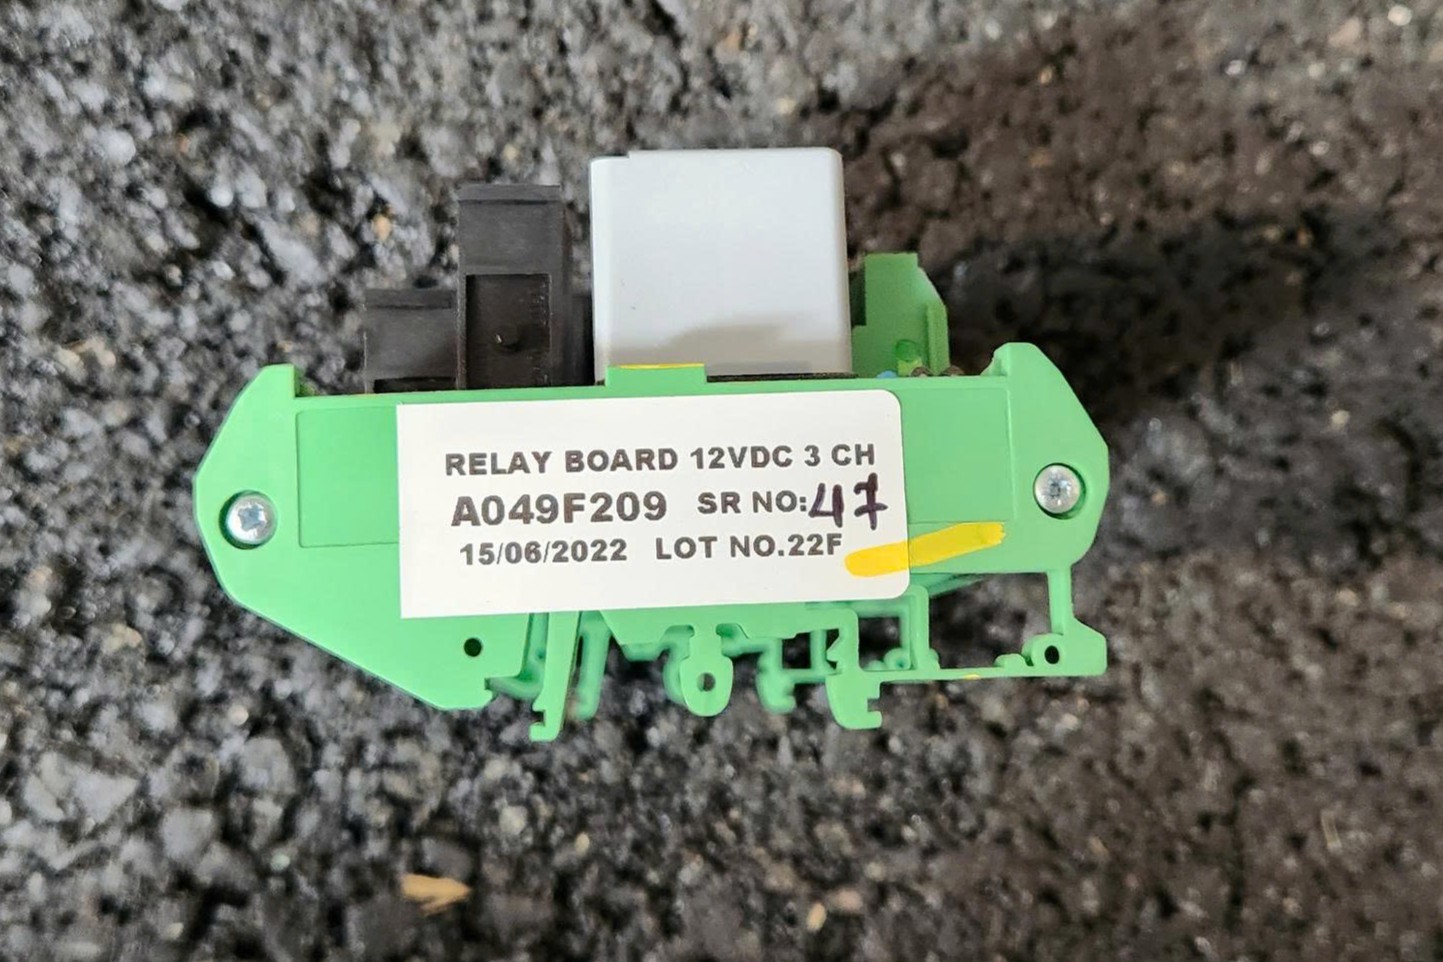 RELAY BOARD 12VDC 3 CH
A049F209 SR NO:47
15/06/2022 LOT NO.22F